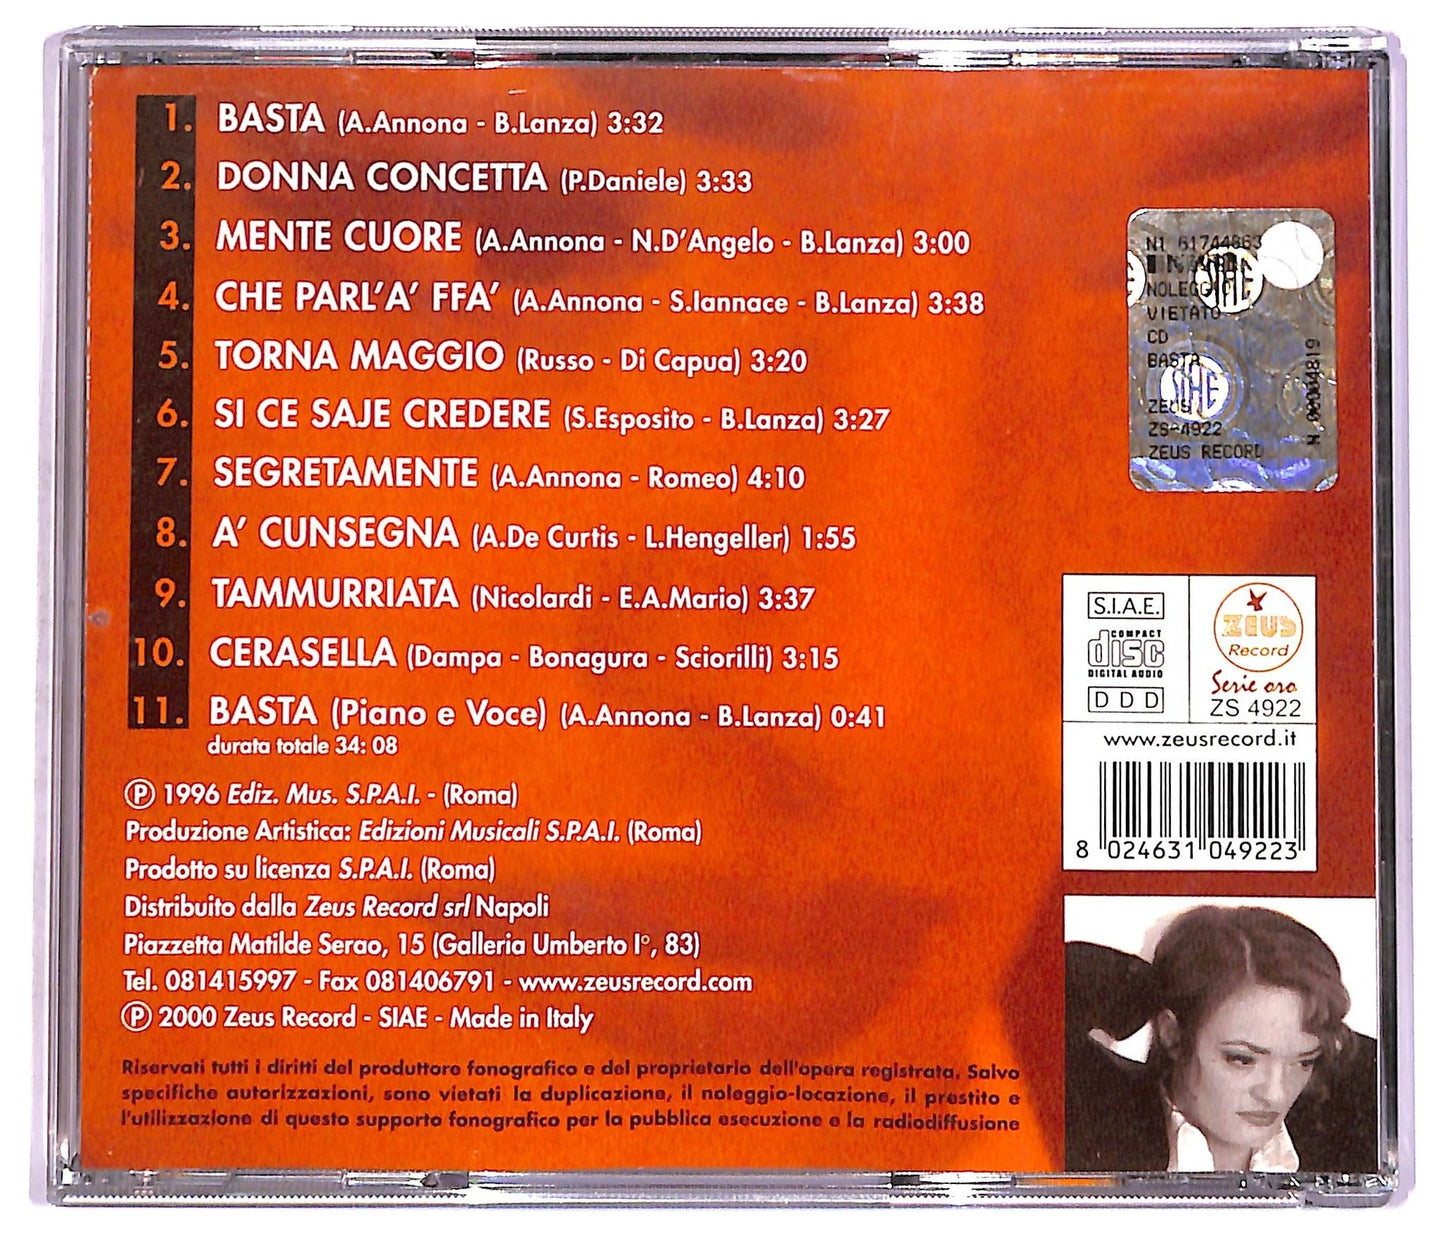 1. BASTA (A.Annona - B.Lanza) 3:32
2. DONNA CONCETTA (P.Daniele) 3:33
3. MENTE CUORE (A.Annona - N.D'Angelo - B.Lanza) 3:00
4. CHE PARL'A' FFA' (A.Annona - S.Iannace - B.Lanza) 3:38
5. TORNA MAGGIO (Russo - Di Capua) 3:20
6. SI CE SAJE CREDERE (S.Esposito - B.Lanza) 3:27
7. SEGRETAMENTE (A.Annona - Romeo) 4:10
8. A' CUNSEGNA (A.De Curtis - L.Hengeller) 1:55
9. TAMMURRIATA (Nicolardi - E.A.Mario) 3:37
10. CERASELLA (Dampa - Bonagura - Sciorilli) 3:15
11. BASTA (Piano e Voce) (A.Annona - B.Lanza) 0:41
durata totale 34: 08
℗ 1996 Ediz. Mus. S.P.A.I. - (Roma)
Produzione Artistica: Edizioni Musicali S.P.A.I. (Roma)
Prodotto su licenza S.P.A.I. (Roma)
Distribuito dalla Zeus Record srl Napoli
Piazzetta Matilde Serao, 15 (Galleria Umberto I°, 83)
Tel. 081415997 - Fax 081406791 - www.zeusrecord.com
℗ 2000 Zeus Record - SIAE - Made in Italy
Riservati tutti i diritti del produttore fonografico e del proprietario dell'opera registrata. Salvo
specifiche autorizzazioni, sono vietati la duplicazione, il noleggio-locazione, il prestito e
l'utilizzazione di questo supporto fonografico per la pubblica esecuzione e la radiodiffusione
N1 61744863
NOLEGGIO
VIETATO
CD
BASTA
SIAE
SIAE
ZEUS
ZS-4922
ZEUS RECORD
N 00004819
S.I.A.E.
COMPACT
disc
DIGITAL AUDIO
D D D
ZEUS
Record
Serie oro
ZS 4922
www.zeusrecord.it
8 024631 049223